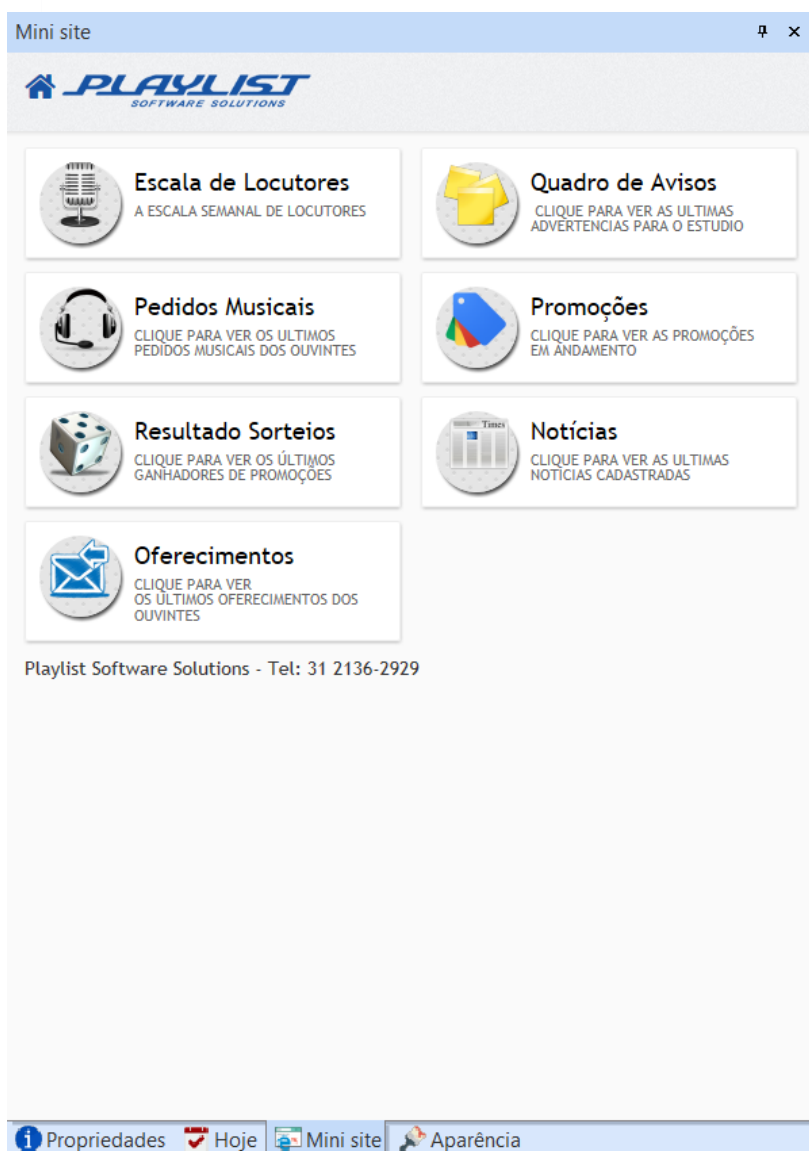 Mini site
PLAYLIST
SOFTWARE SOLUTIONS
Escala de Locutores
A ESCALA SEMANAL DE LOCUTORES
Quadro de Avisos
CLIQUE PARA VER AS ULTIMAS
ADVERTENCIAS PARA O ESTUDIO
Pedidos Musicais
CLIQUE PARA VER OS ULTIMOS
PEDIDOS MUSICAIS DOS OUVINTES
Promoções
CLIQUE PARA VER AS PROMOÇÕES
EM ANDAMENTO
Resultado Sorteios
CLIQUE PARA VER OS ÚLTIMOS
GANHADORES DE PROMOÇÕES
Times
Notícias
CLIQUE PARA VER AS ULTIMAS
NOTÍCIAS CADASTRADAS
Oferecimentos
CLIQUE PARA VER
OS ÚLTIMOS OFERECIMENTOS DOS
OUVINTES
Playlist Software Solutions - Tel: 31 2136-2929
Propriedades Hoje Mini site Aparência